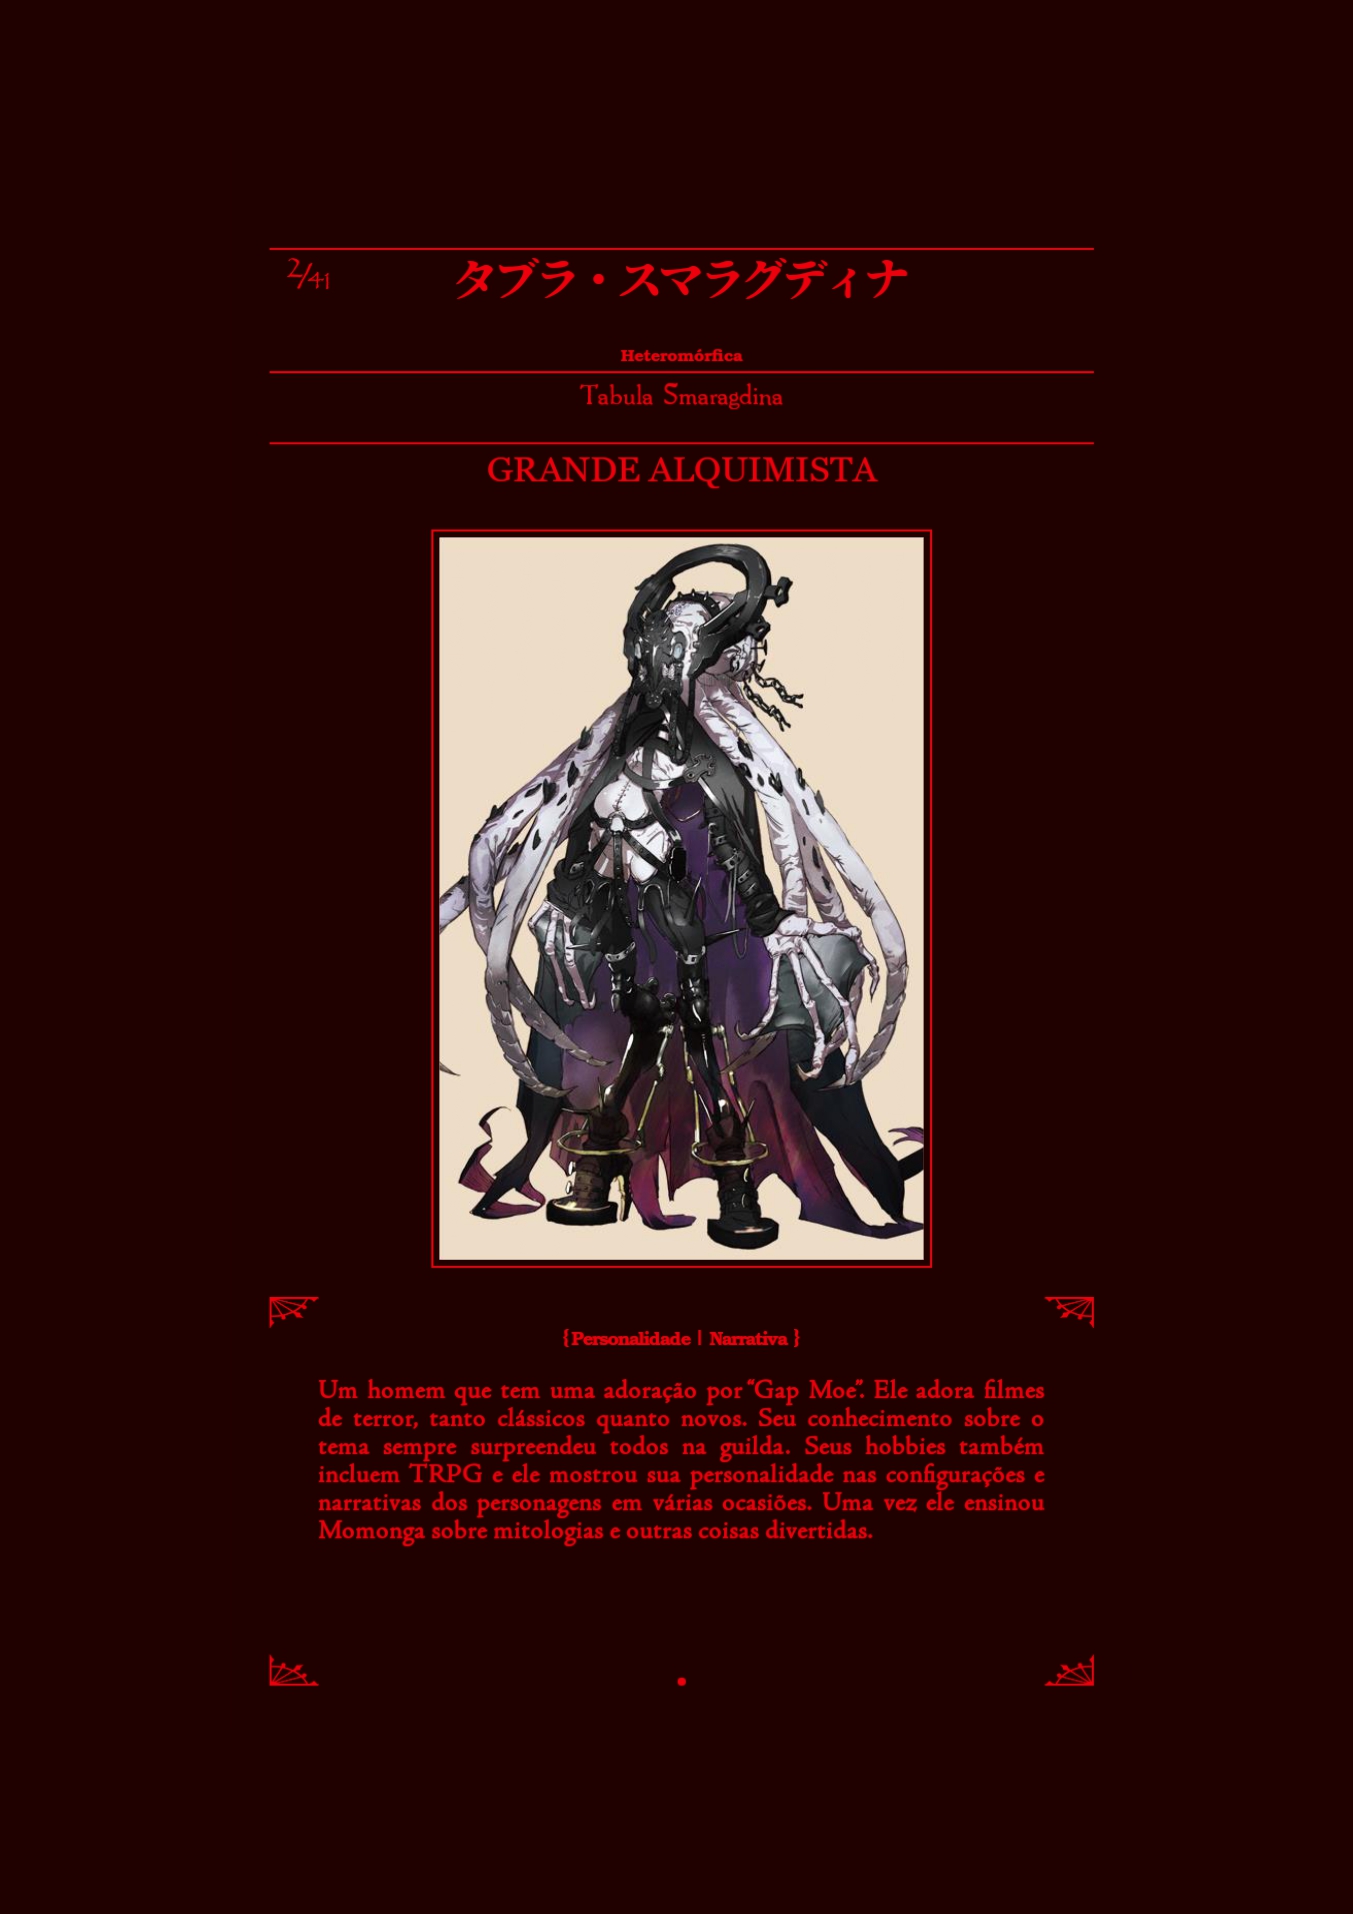 2/41
タブラ・スマラグディナ
Heteromórfica
Tabula Smaragdina
GRANDE ALQUIMISTA
{Personalidade | Narrativa }
Um homem que tem uma adoração por “Gap Moe”. Ele adora filmes
de terror, tanto clássicos quanto novos. Seu conhecimento sobre o
tema sempre surpreendeu todos na guilda. Seus hobbies também
incluem TRPG e ele mostrou sua personalidade nas configurações e
narrativas dos personagens em várias ocasiões. Uma vez ele ensinou
Momonga sobre mitologias e outras coisas divertidas.